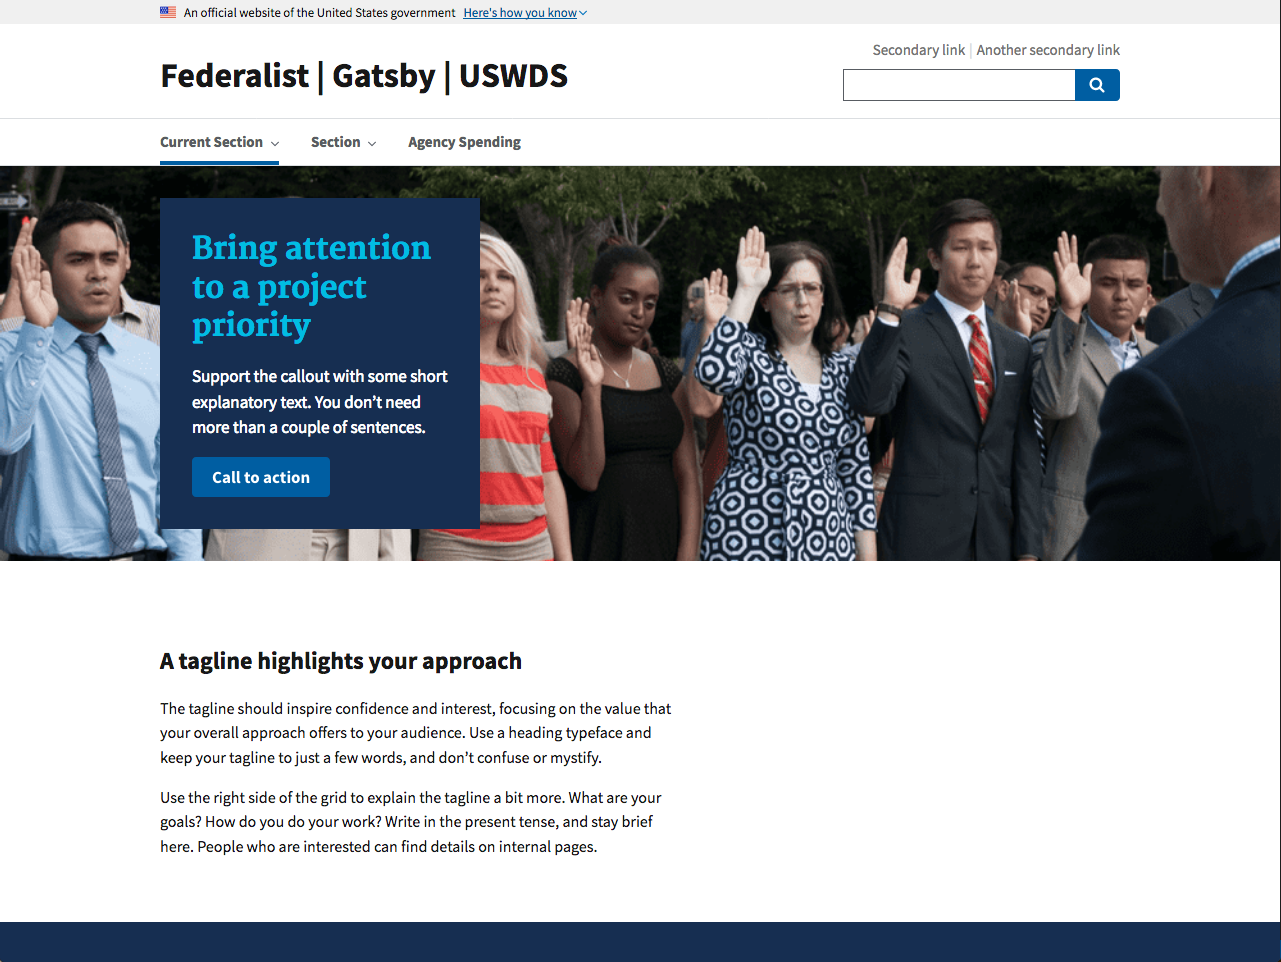 An official website of the United States government Here's how you know
Secondary link | Another secondary link
Federalist | Gatsby | USWDS
Current Section
Section
Agency Spending
Bring attention
to a project
priority
Support the callout with some short
explanatory text. You don’t need
more than a couple of sentences.
Call to action
A tagline highlights your approach
The tagline should inspire confidence and interest, focusing on the value that
your overall approach offers to your audience. Use a heading typeface and
keep your tagline to just a few words, and don’t confuse or mystify.
Use the right side of the grid to explain the tagline a bit more. What are your
goals? How do you do your work? Write in the present tense, and stay brief
here. People who are interested can find details on internal pages.